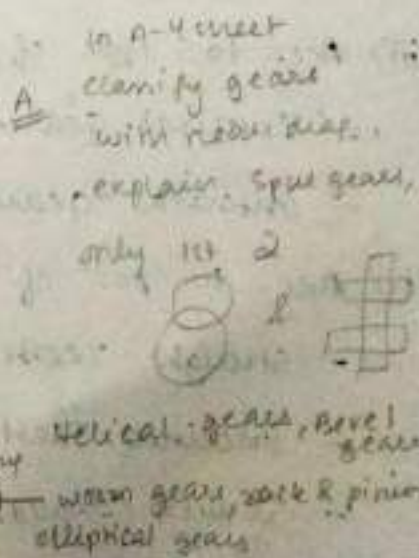 in A-4 sheet
A classify gears
with neat diag.
explain Spur gears,
only 1st 2
&
Helical gears, Bevel
gears
worm gears, rack & pinion
elliptical gears